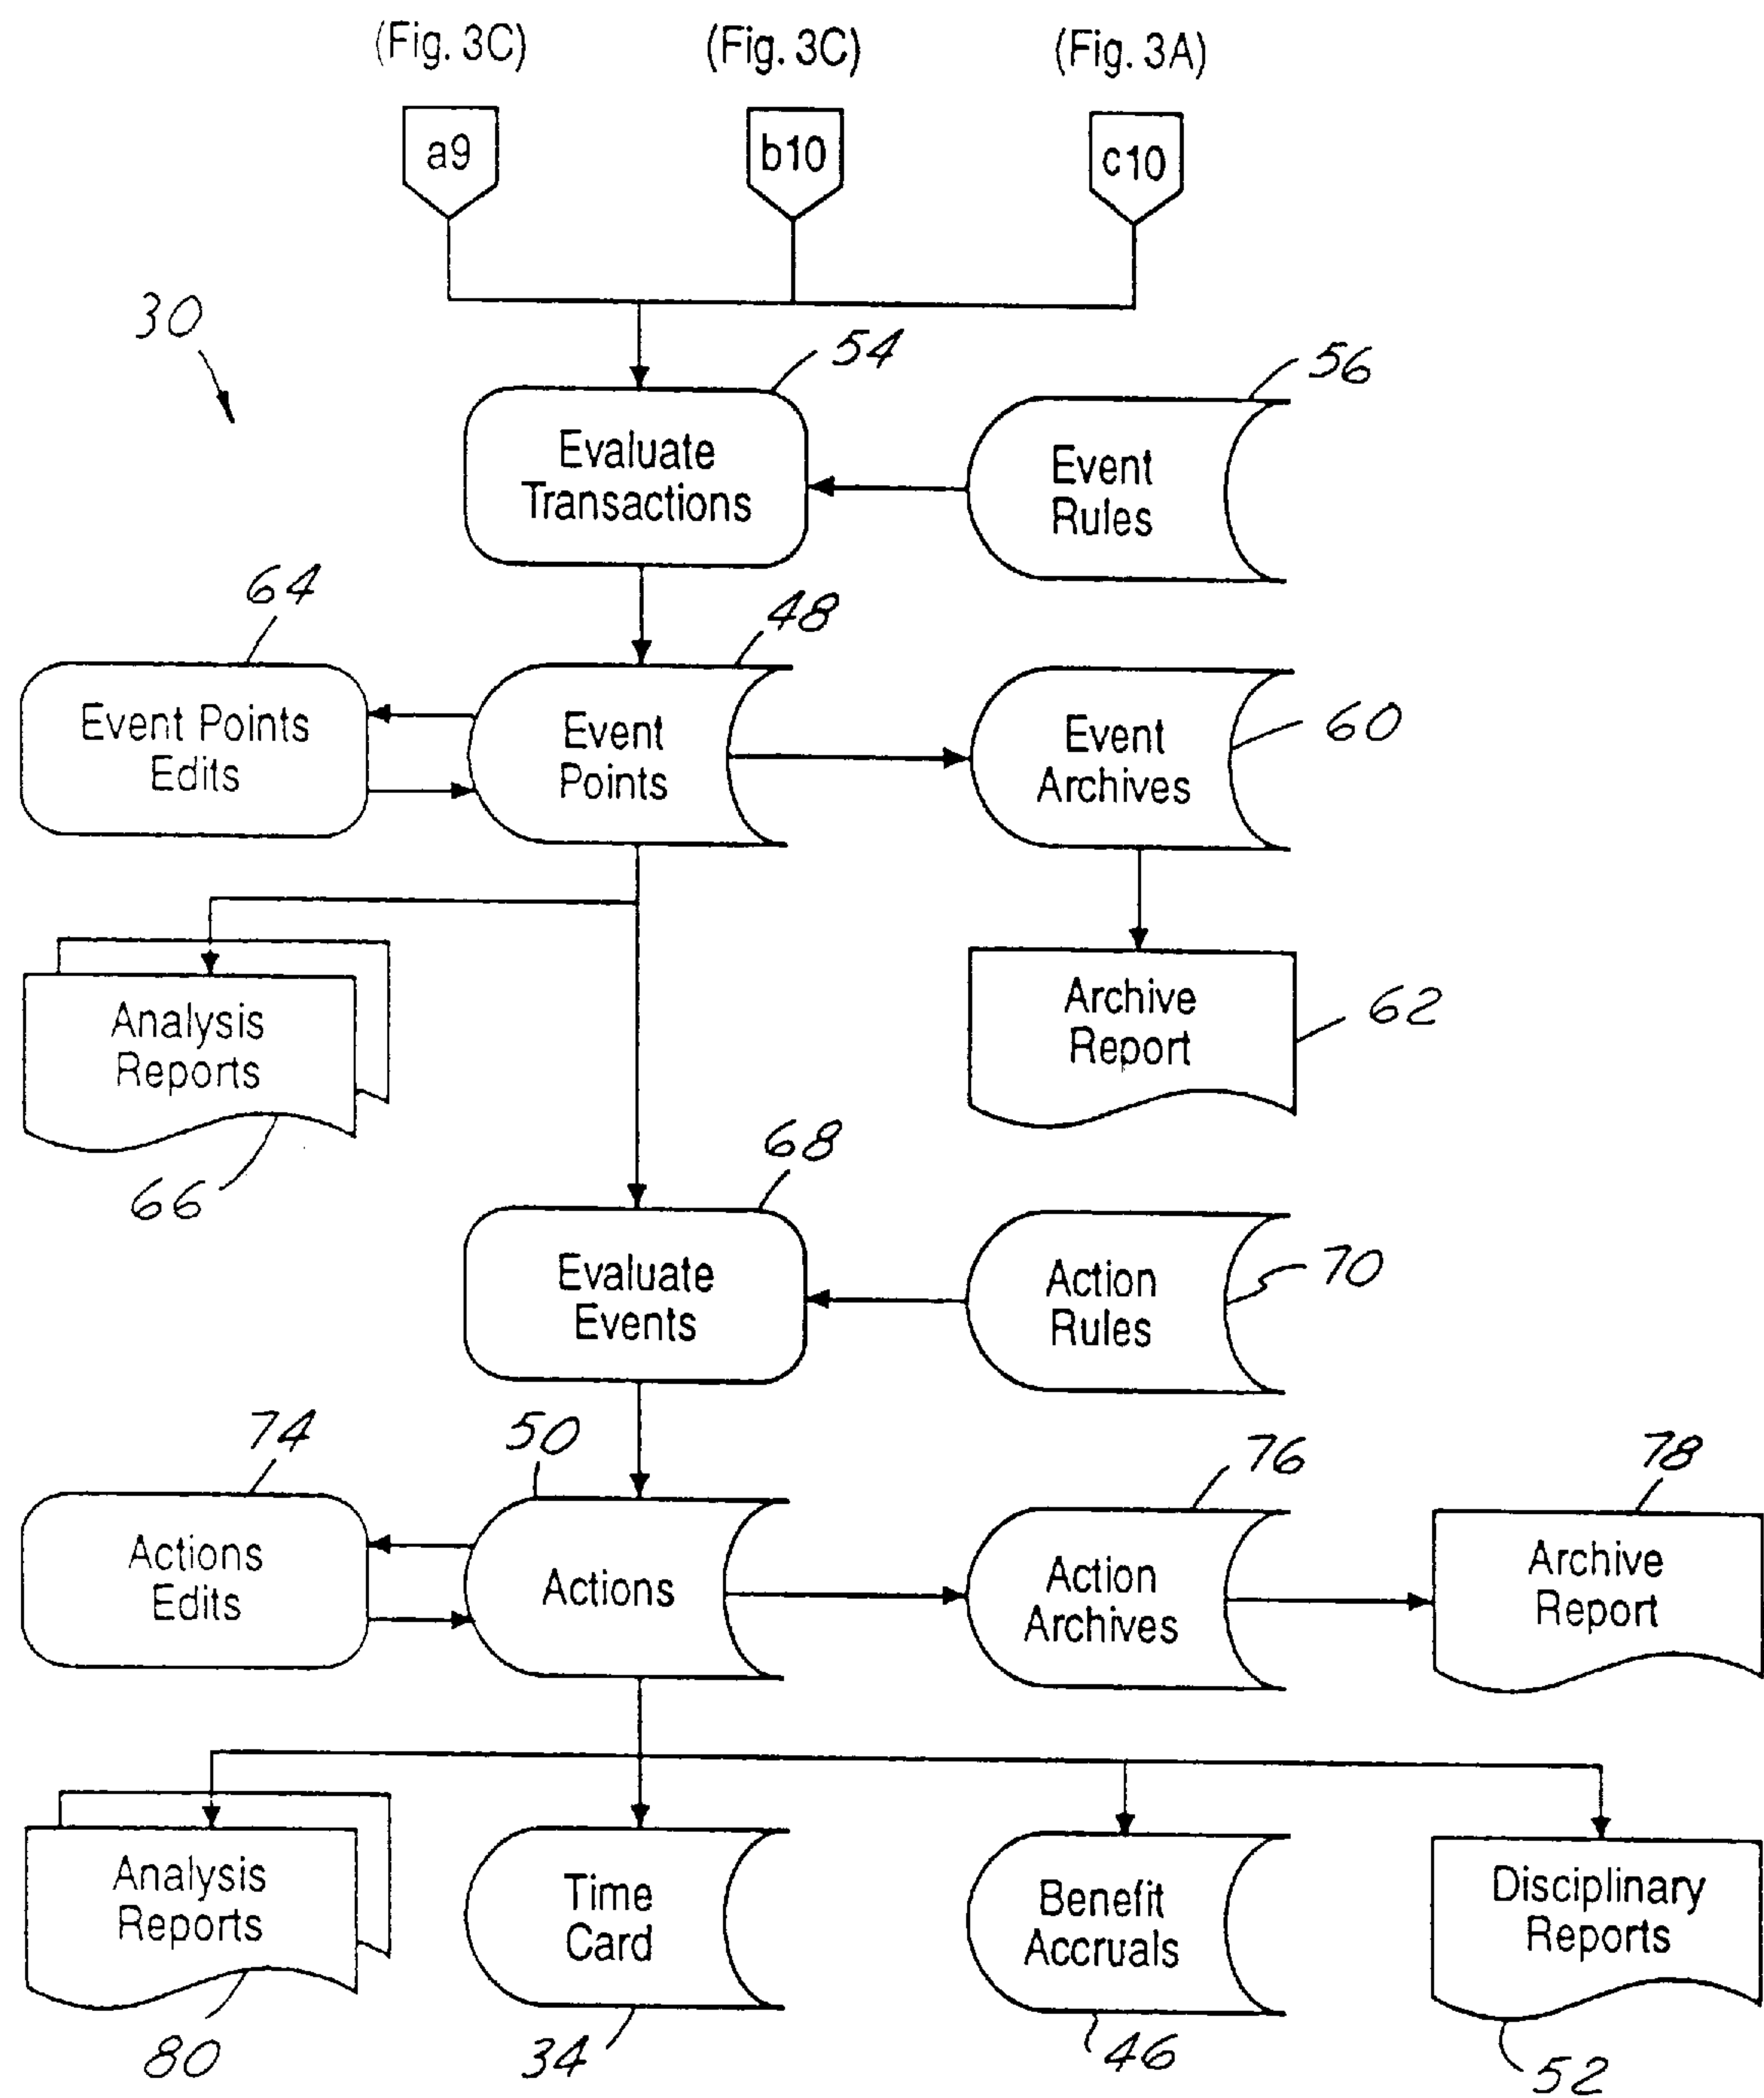 (Fig. 3C)
(Fig. 3C)
(Fig. 3A)
a9
b10
c10
30
54
56
Evaluate
Transactions
Event
Rules
64
48
Event Points
Edits
Event
Points
Event
Archives
60
Analysis
Reports
66
Archive
Report
62
68
Evaluate
Events
Action
Rules
70
74
50
76
78
Actions
Edits
Actions
Action
Archives
Archive
Report
Analysis
Reports
Time
Card
Benefit
Accruals
Disciplinary
Reports
80
34
46
52